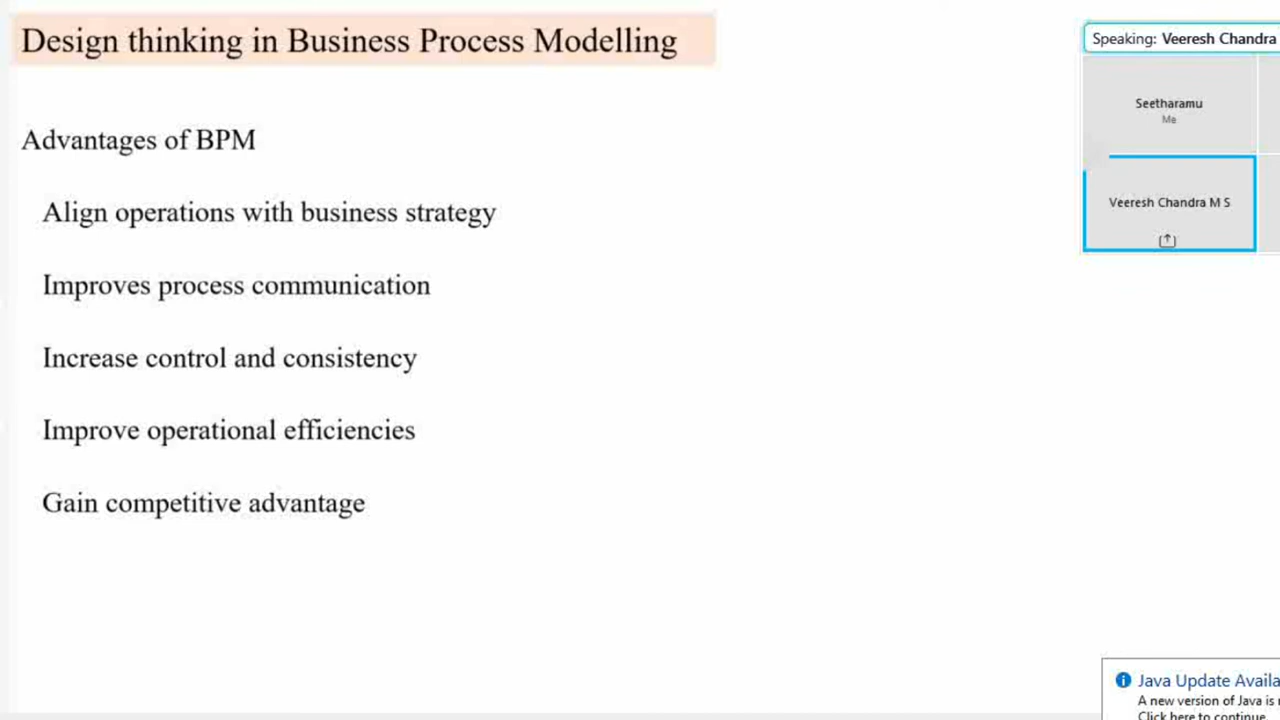 Design thinking in Business Process Modelling
Advantages of BPM
Align operations with business strategy
Improves process communication
Increase control and consistency
Improve operational efficiencies
Gain competitive advantage
Speaking: Veeresh Chandra
Seetharamu
Me
Veeresh Chandra M S
Java Update Availa
A new version of Java is
Click here to continue